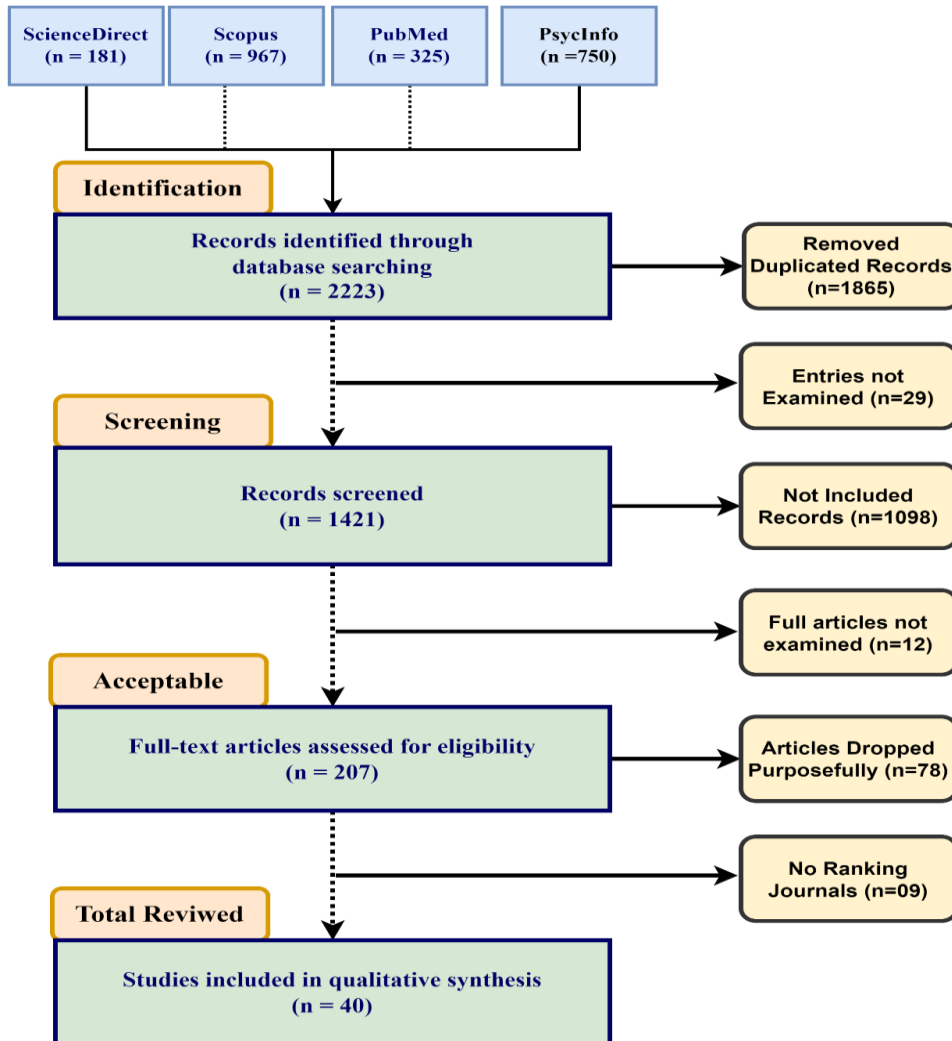 ScienceDirect
(n = 181)
Scopus
(n = 967)
PubMed
(n = 325)
PsycInfo
(n =750)
Identification
Records identified through
database searching
(n = 2223)
Removed
Duplicated Records
(n=1865)
Entries not
Examined (n=29)
Screening
Records screened
(n = 1421)
Not Included
Records (n=1098)
Full articles not
examined (n=12)
Acceptable
Full-text articles assessed for eligibility
(n = 207)
Articles Dropped
Purposefully (n=78)
No Ranking
Journals (n=09)
Total Reviwed
Studies included in qualitative synthesis
(n = 40)